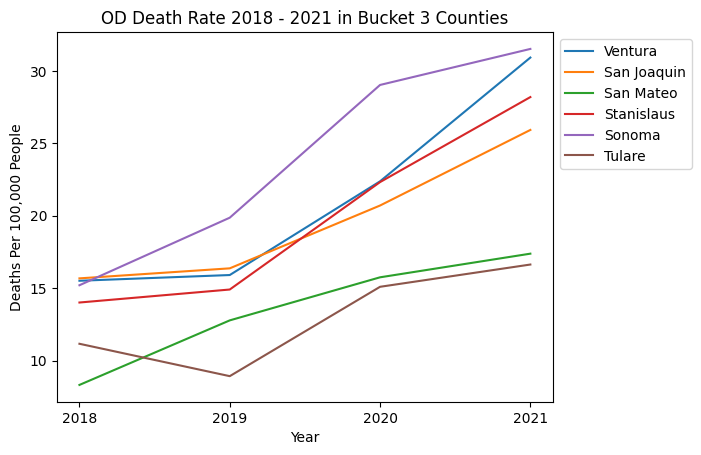 OD Death Rate 2018 - 2021 in Bucket 3 Counties
Deaths Per 100,000 People
30
25
20
15
10
2018
2019
2020
2021
Year
Ventura
San Joaquin
San Mateo
Stanislaus
Sonoma
Tulare